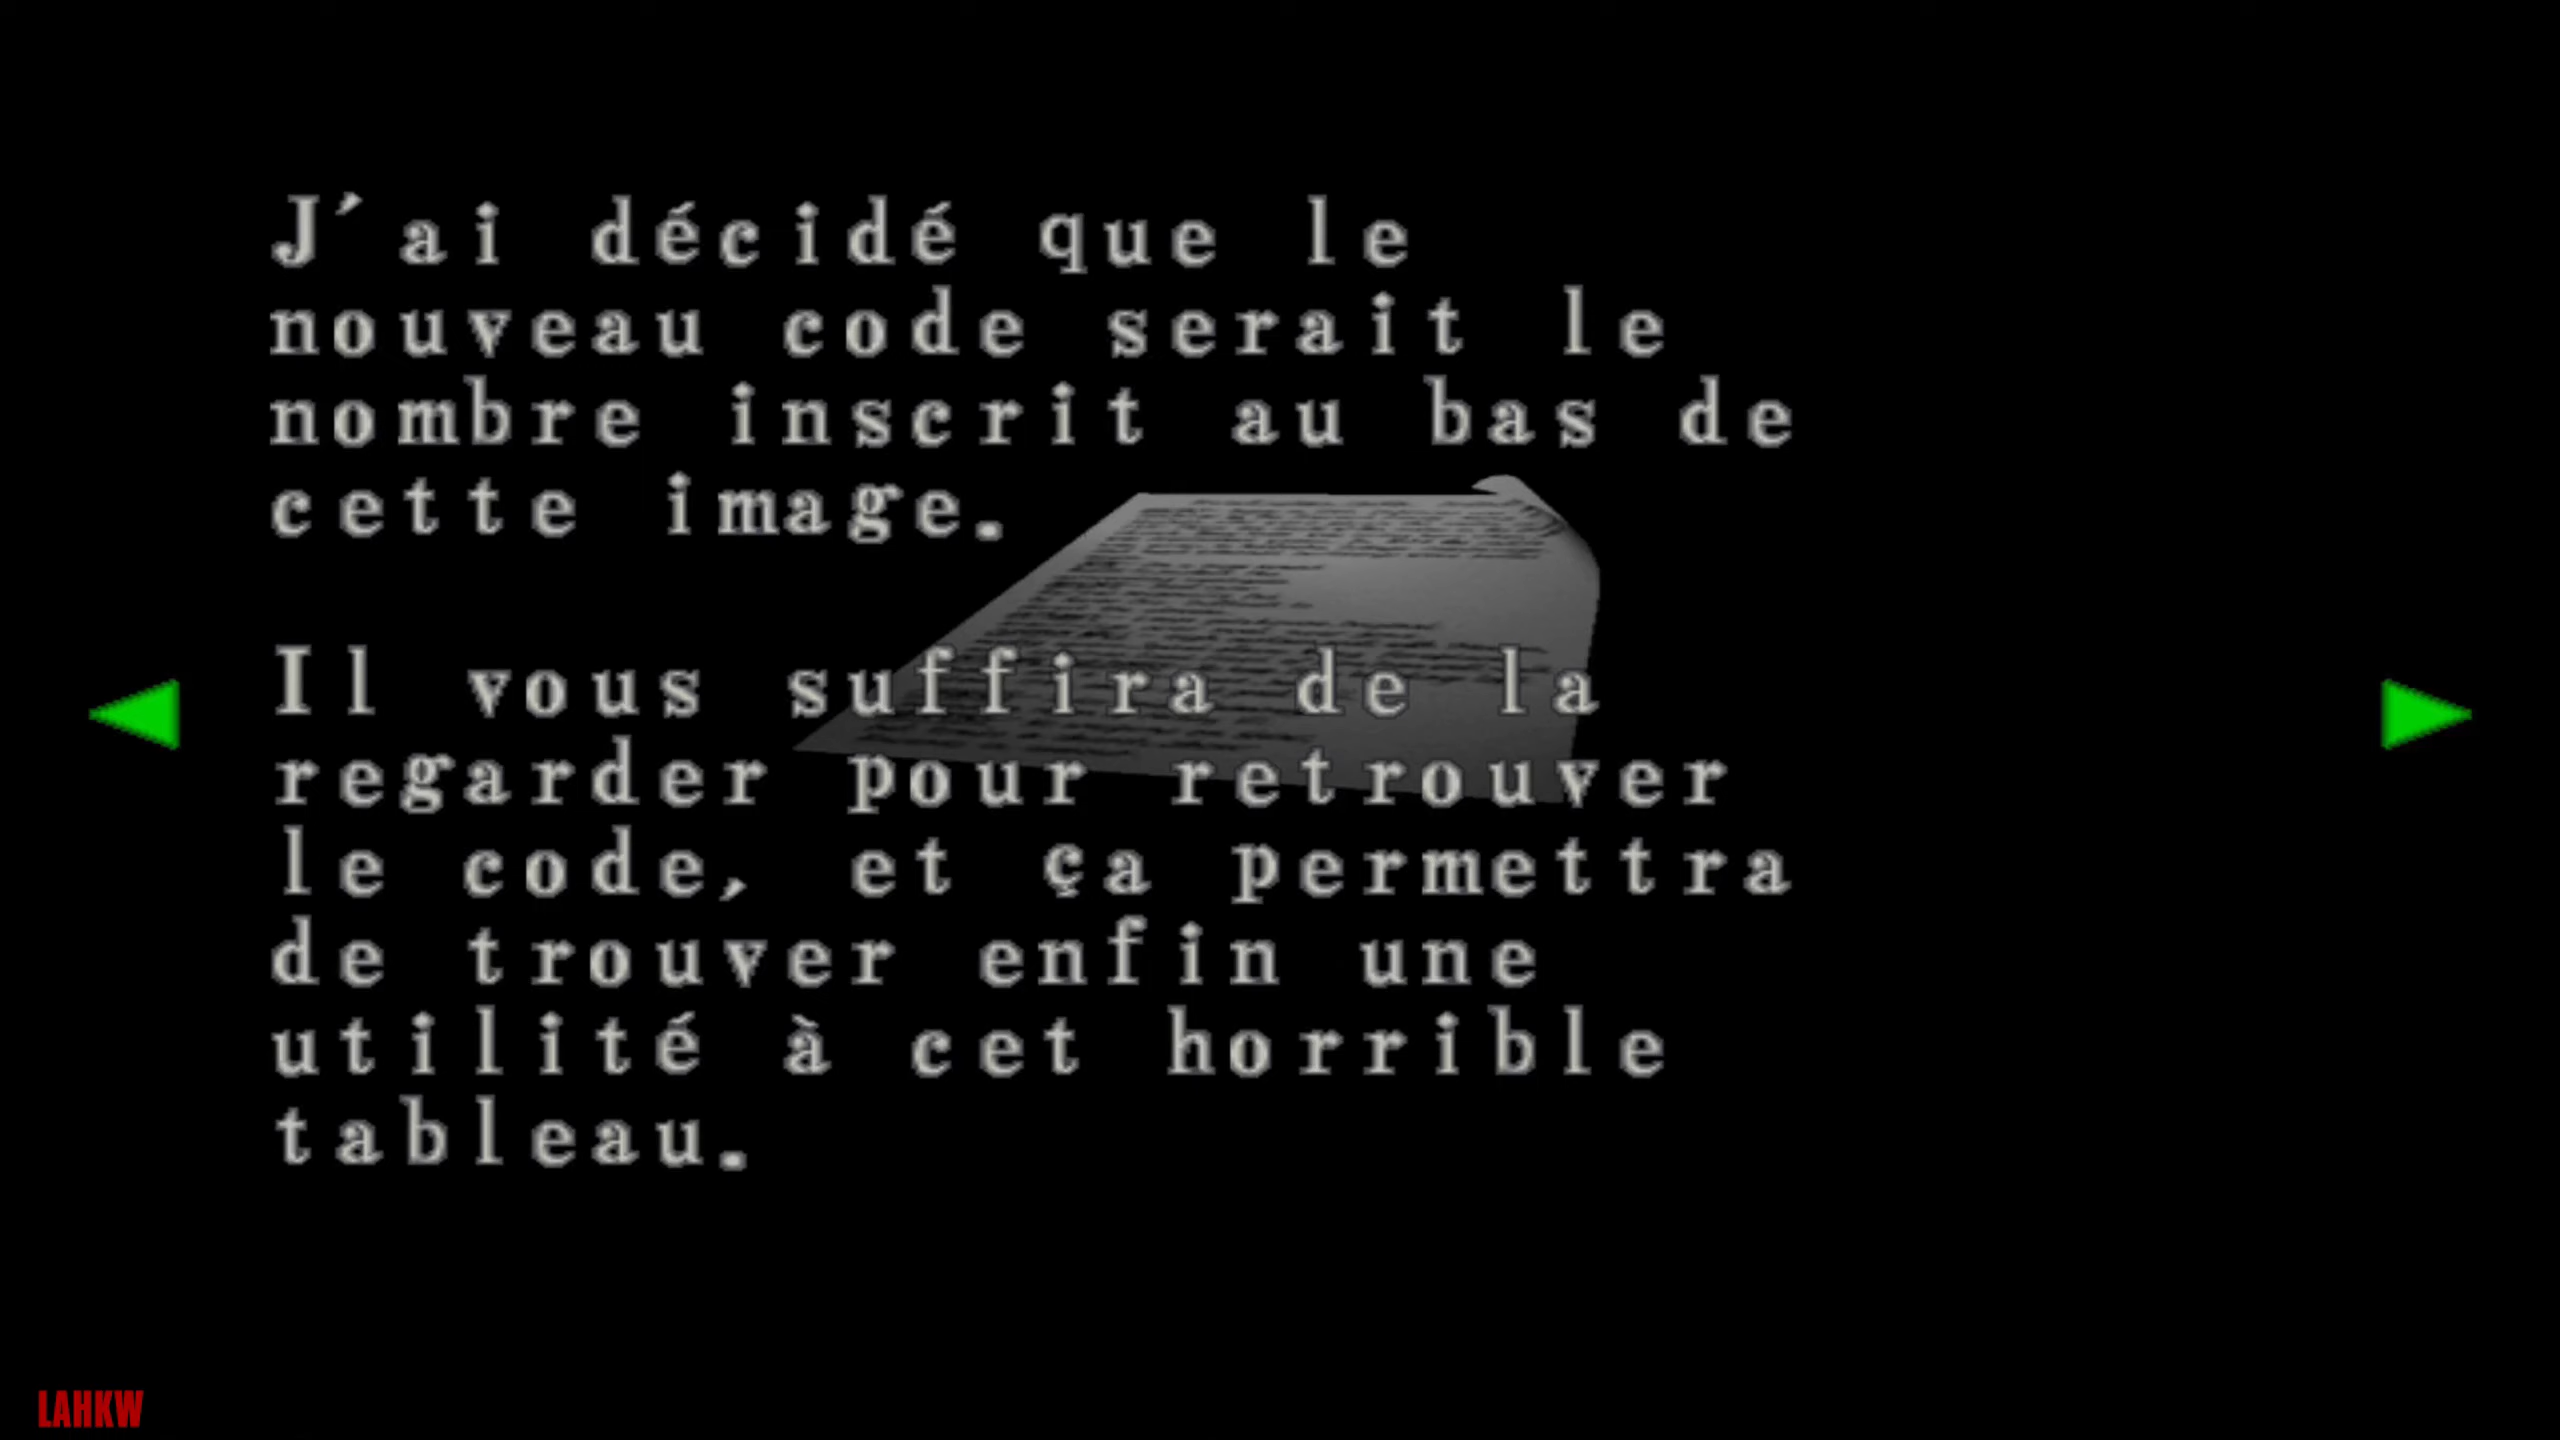 J'ai décidé que le
nouveau code serait le
nombre inscrit au bas de
cette image.
Il vous suffira de la
regarder pour retrouver
le code, et ça permettra
de trouver enfin une
utilité à cet horrible
tableau.
LAHKW